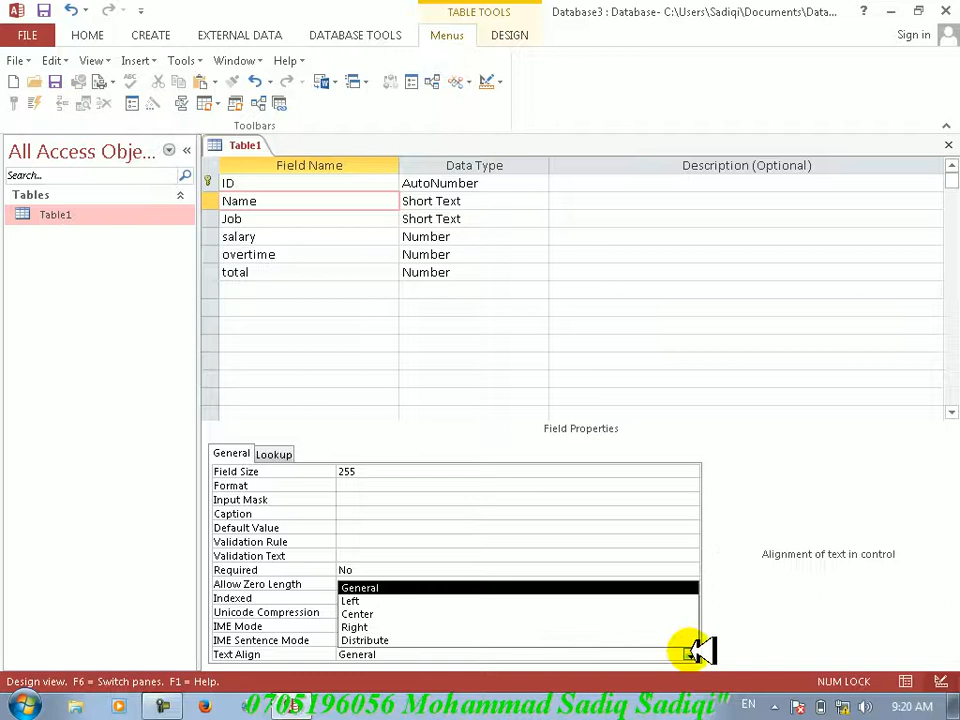 TABLE TOOLS
Database3 : Database- C:\Users\Sadiqi\Documents\Data...
FILE HOME CREATE EXTERNAL DATA DATABASE TOOLS Menus DESIGN Sign in
File Edit View Insert Tools Window Help
Toolbars
All Access Obje...
Search...
Tables
Table1
Table1
Field Name Data Type Description (Optional)
ID AutoNumber
Name Short Text
Job Short Text
salary Number
overtime Number
total Number
Field Properties
General Lookup
Field Size 255
Format
Input Mask
Caption
Default Value
Validation Rule
Validation Text
Required No
Allow Zero Length
Indexed
Unicode Compression
IME Mode
IME Sentence Mode
Text Align General
General
Left
Center
Right
Distribute
Alignment of text in control
Design view. F6 = Switch panes. F1 = Help. NUM LOCK
0705196056 Mohammad Sadiq Sadiqi"
EN 9:20 AM